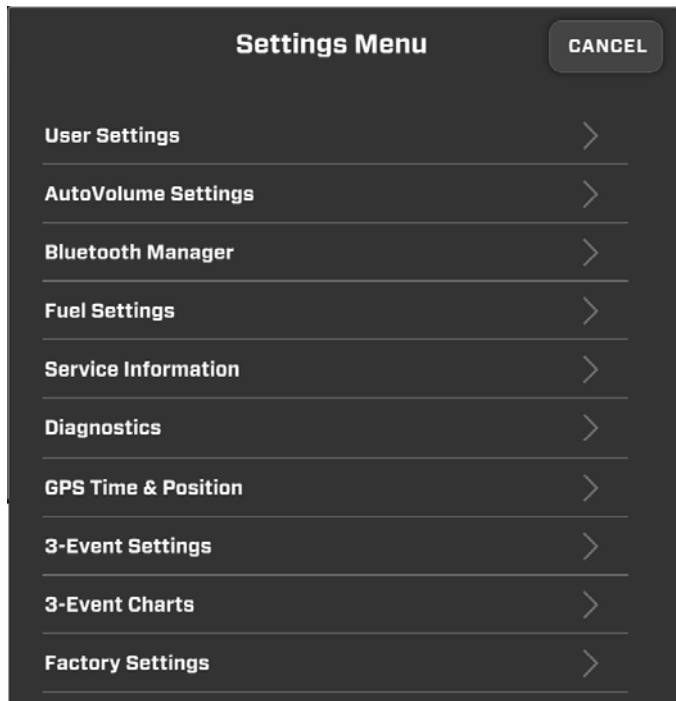 Settings Menu
CANCEL
User Settings
AutoVolume Settings
Bluetooth Manager
Fuel Settings
Service Information
Diagnostics
GPS Time & Position
3-Event Settings
3-Event Charts
Factory Settings